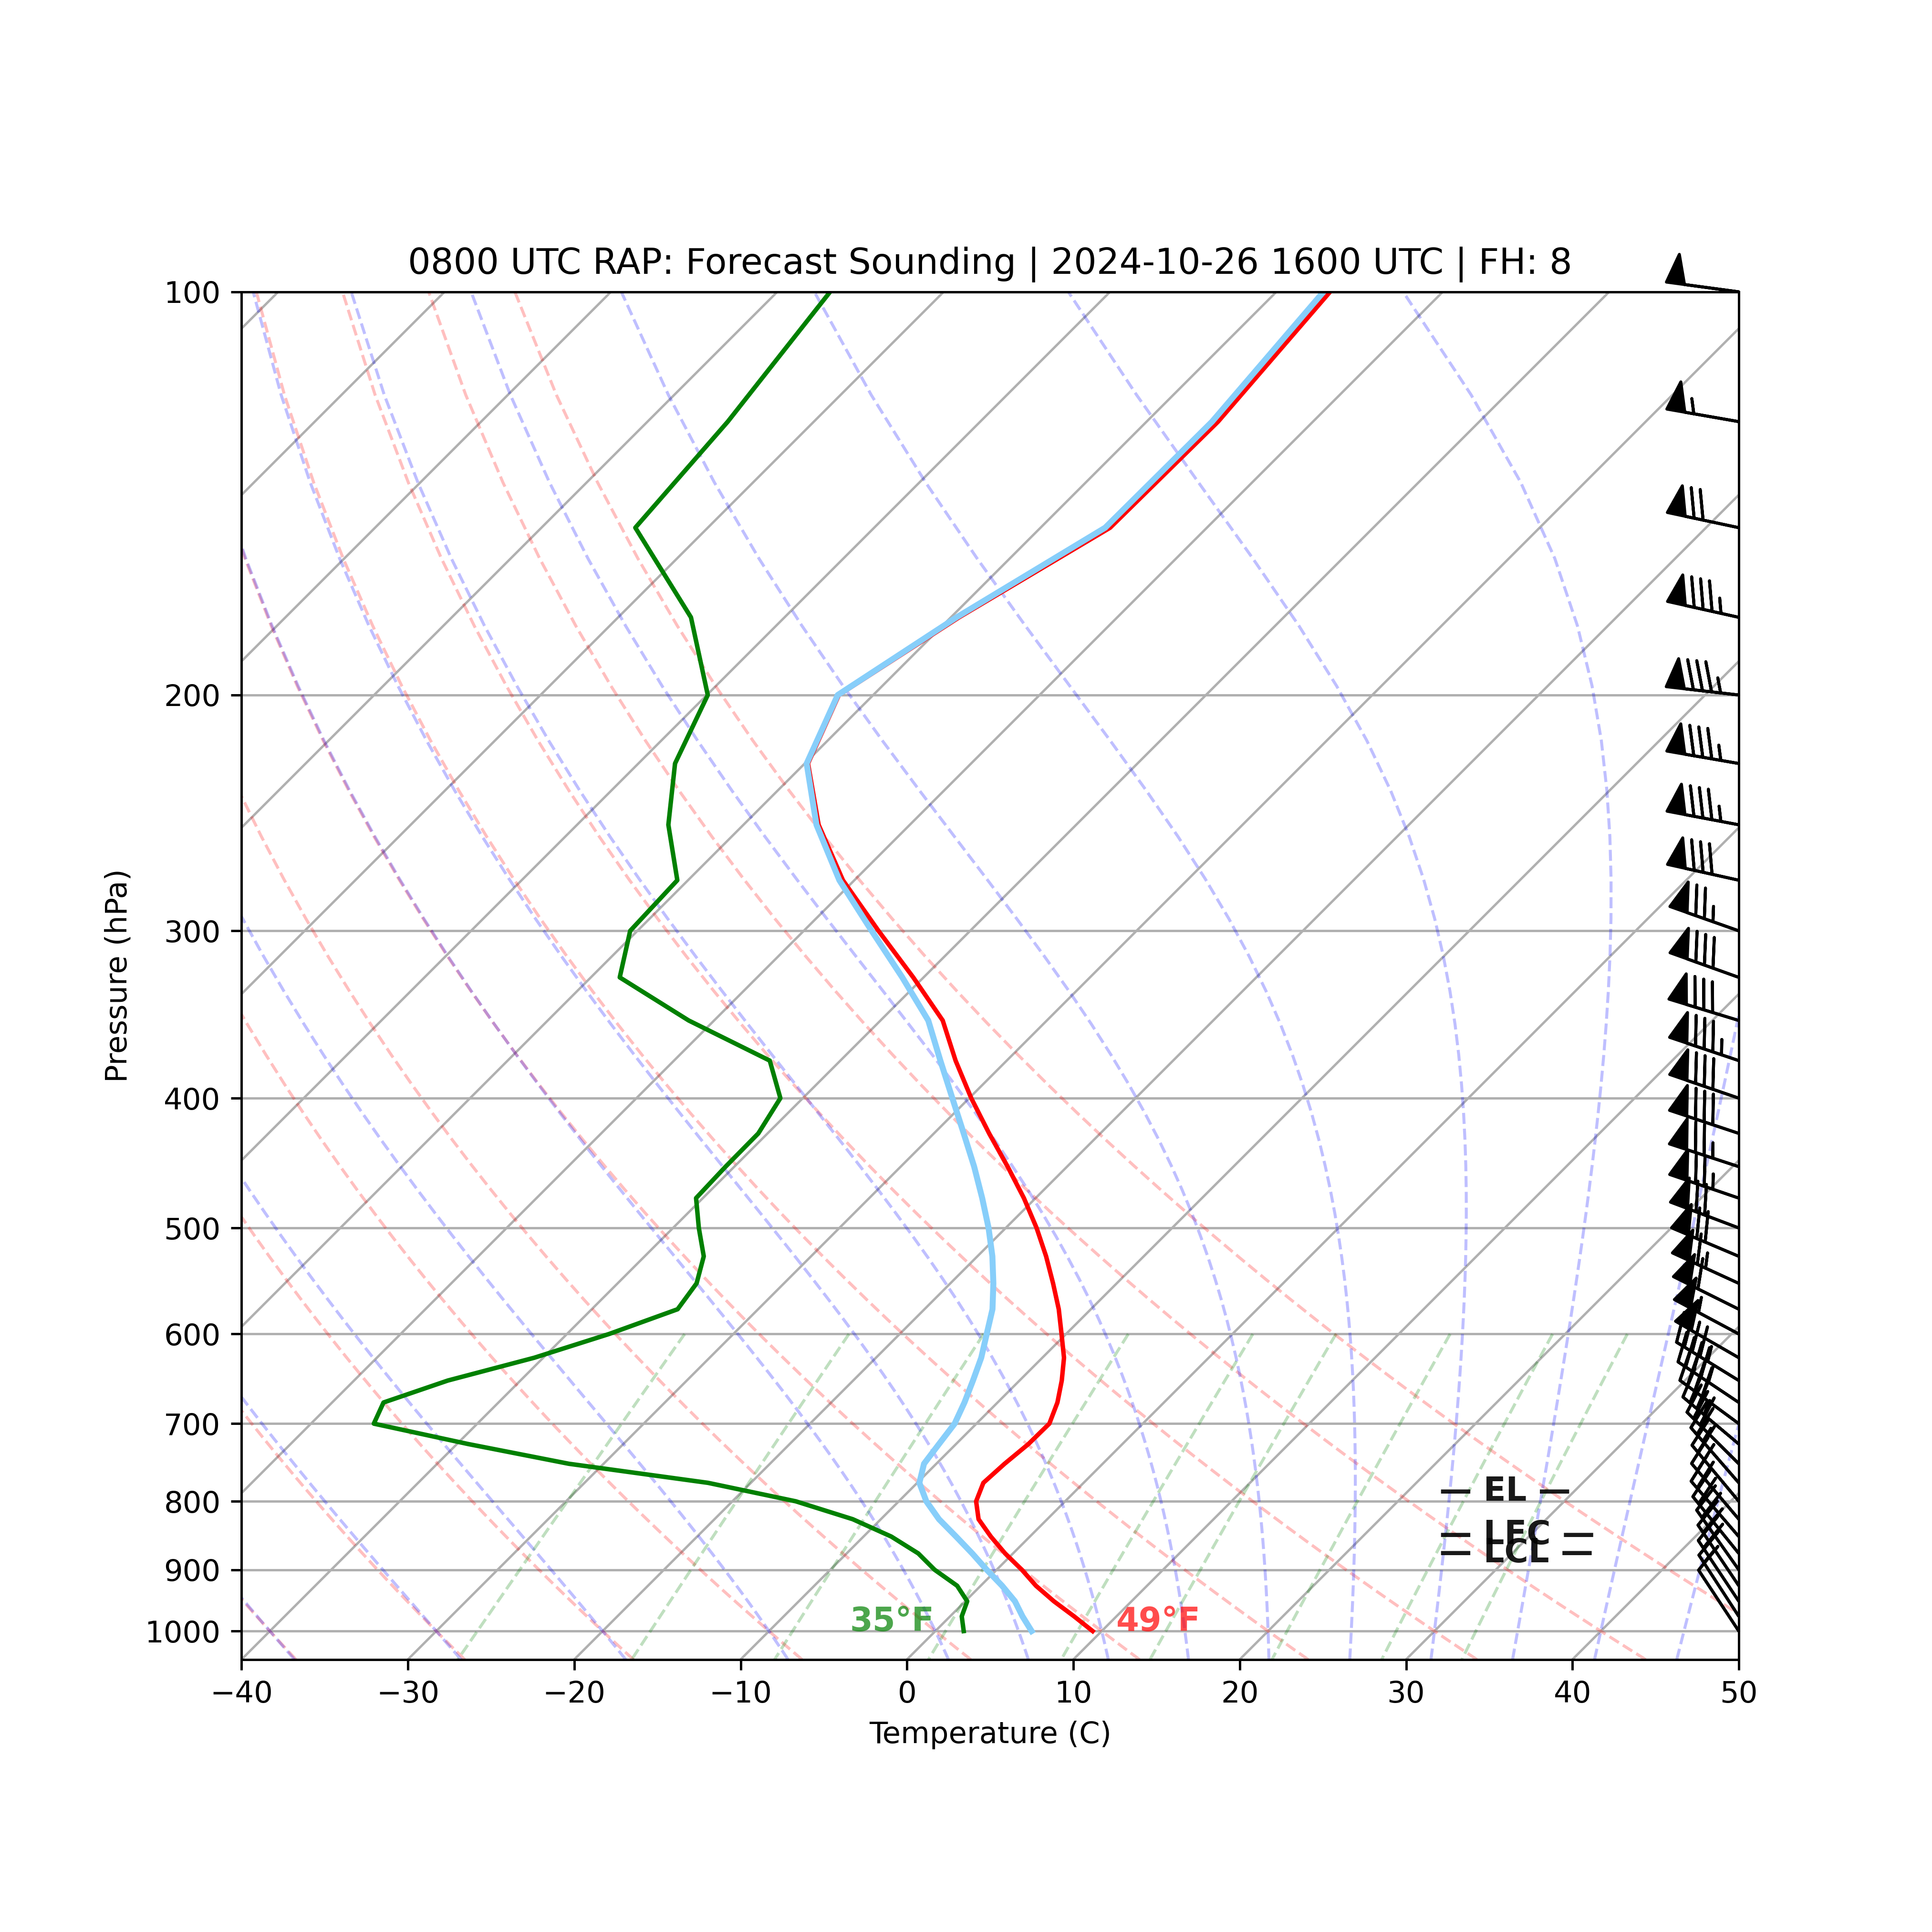 0800 UTC RAP: Forecast Sounding | 2024-10-26 1600 UTC | FH: 8
100
200
300
400
500
600
700
800
900
1000
Pressure (hPa)
— EL —
— LFC —
— LCL —
35°F
49°F
−40 −30 −20 −10 0 10 20 30 40 50
Temperature (C)